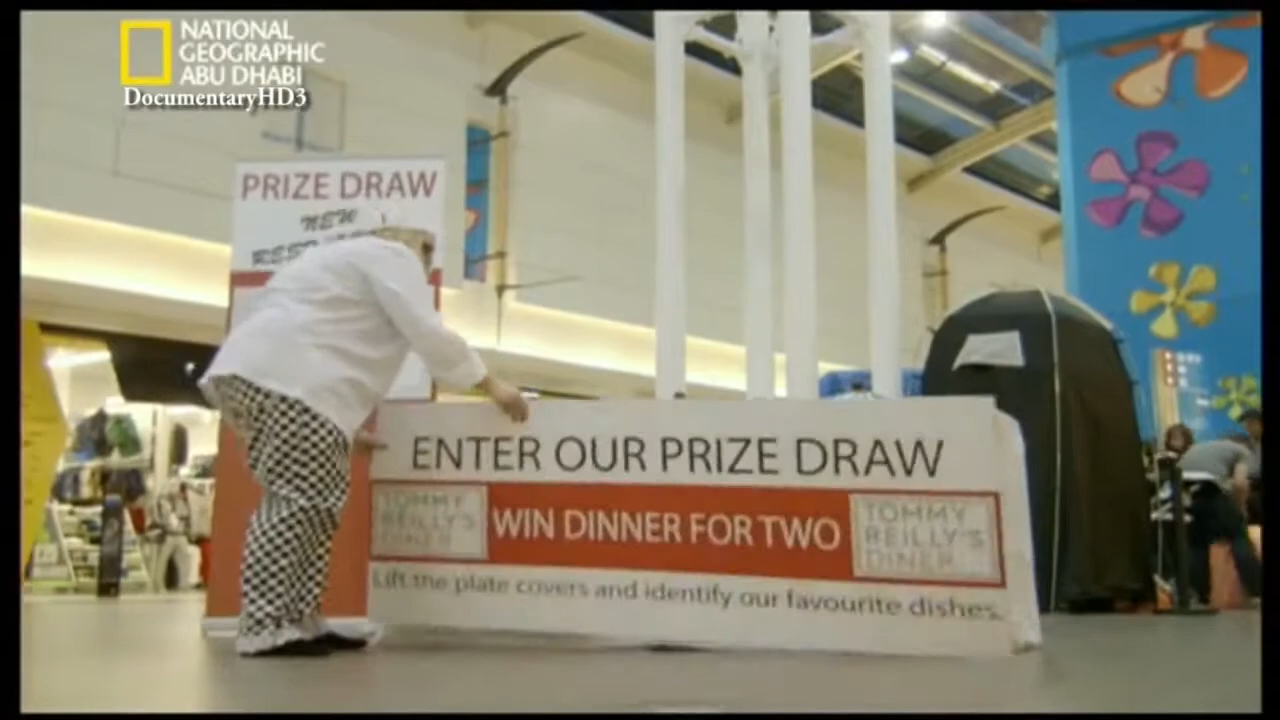 NATIONAL
GEOGRAPHIC
ABU DHABI
DocumentaryHD3
PRIZE DRAW
NEW
ENTER OUR PRIZE DRAW
TOMMY
REILLY'S
DINER
WIN DINNER FOR TWO
TOMMY
REILLY'S
DINER
Lift the plate covers and identify our favourite dishes.